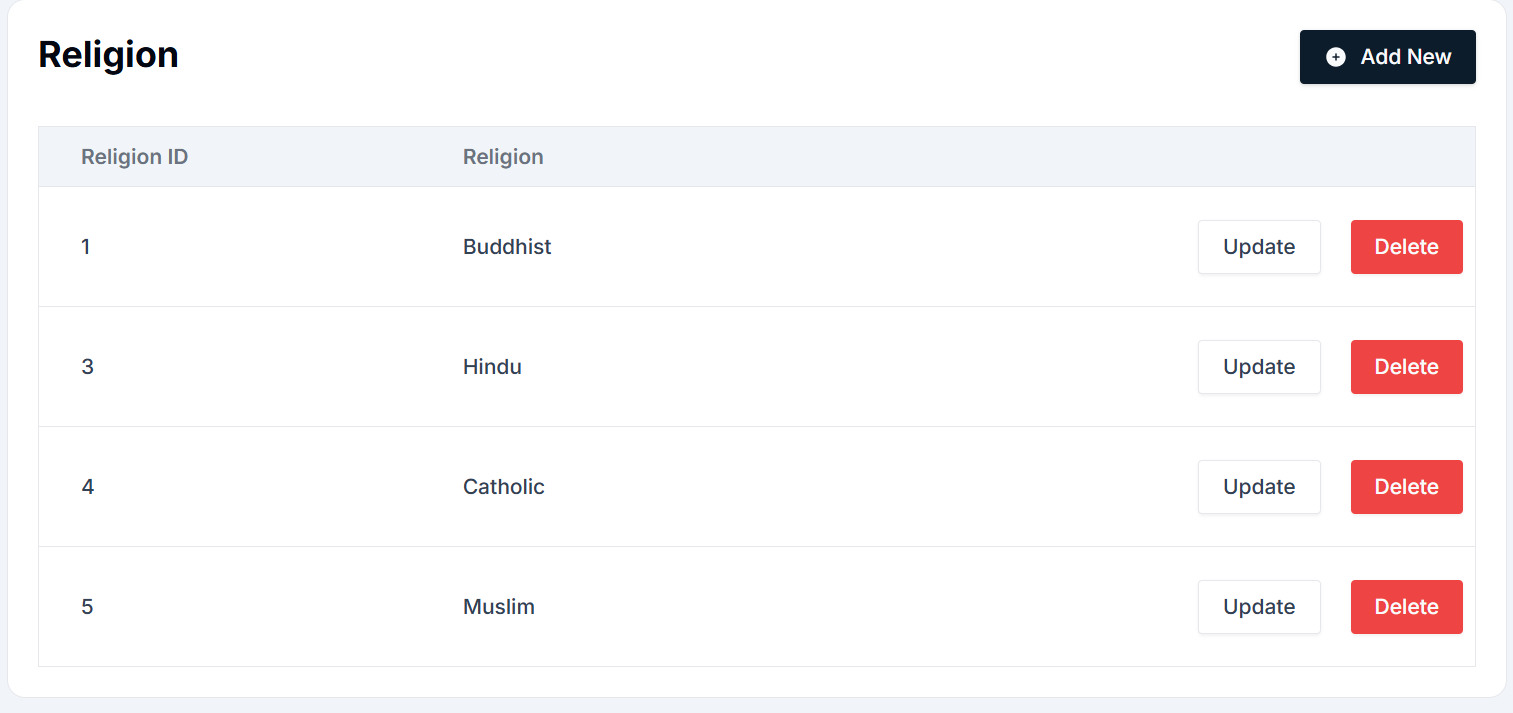 Religion
Add New
Religion ID Religion
1 Buddhist Update Delete
3 Hindu Update Delete
4 Catholic Update Delete
5 Muslim Update Delete